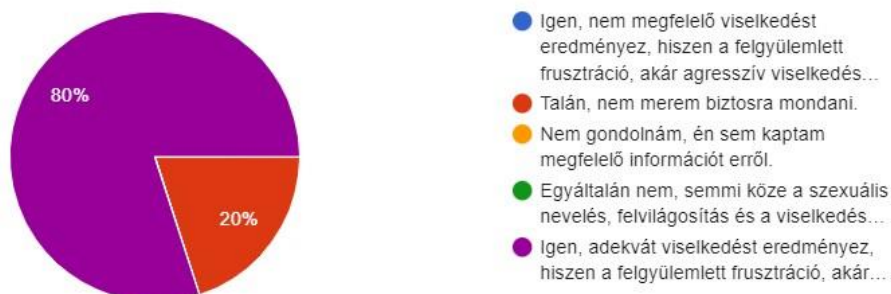 80%
20%
Igen, nem megfelelő viselkedést
eredményez, hiszen a felgyülemlett
frusztráció, akár agresszív viselkedés…
Talán, nem merem biztosra mondani.
Nem gondolnám, én sem kaptam
megfelelő információt erről.
Egyáltalán nem, semmi köze a szexuális
nevelés, felvilágosítás és a viselkedés…
Igen, adekvát viselkedést eredményez,
hiszen a felgyülemlett frusztráció, akár…